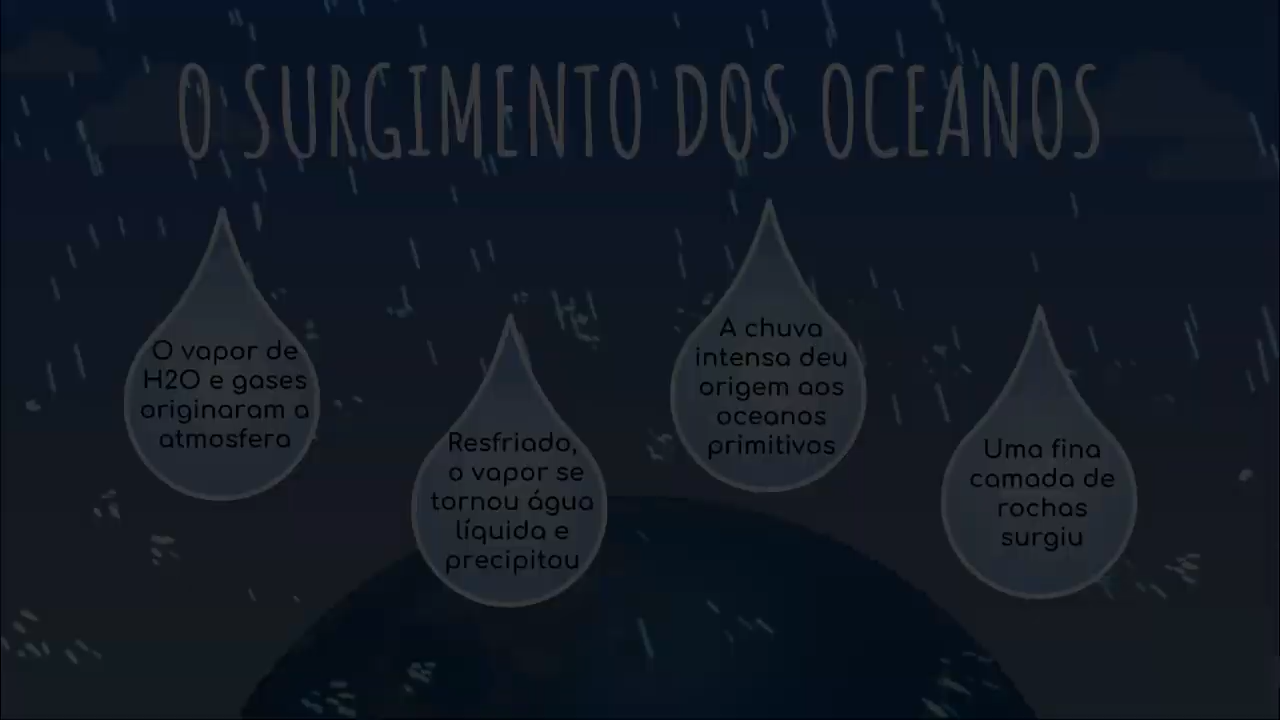 O SURGIMENTO DOS OCEANOS
O vapor de
H2O e gases
originaram a
atmosfera
Resfriado,
o vapor se
tornou água
líquida e
precipitou
A chuva
intensa deu
origem aos
oceanos
primitivos
Uma fina
camada de
rochas
surgiu